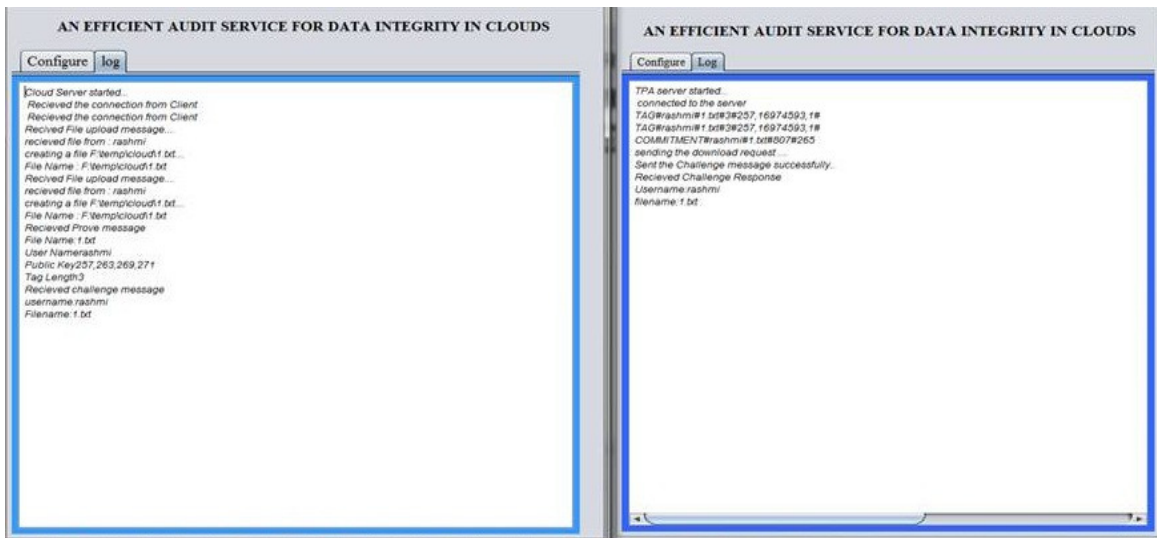 AN EFFICIENT AUDIT SERVICE FOR DATA INTEGRITY IN CLOUDS
Configure log
Cloud Server started...
Recieved the connection from Client
Recieved the connection from Client
Recived File upload message...
recieved file from : rashmi
creating a file F:\temp\cloud\1.txt...
File Name : F:\temp\cloud\1.txt
Recived File upload message...
recieved file from : rashmi
creating a file F:\temp\cloud\1.txt...
File Name : F:\temp\cloud\1.txt
Recieved Prove message
File Name:1.txt
User Namerashmi
Public Key257,263,269,271
Tag Length3
Recieved challenge message
username:rashmi
Filename:1.txt
AN EFFICIENT AUDIT SERVICE FOR DATA INTEGRITY IN CLOUDS
Configure Log
TPA server started...
connected to the server
TAG#rashmi#1.txt#3#257,16974593,1#
TAG#rashmi#1.txt#3#257,16974593,1#
COMMITMENT#rashmi#1.txt#807#265
sending the download request ....
Sent the Challenge message successfully..
Recieved Challenge Response
Username:rashmi
filename:1.txt